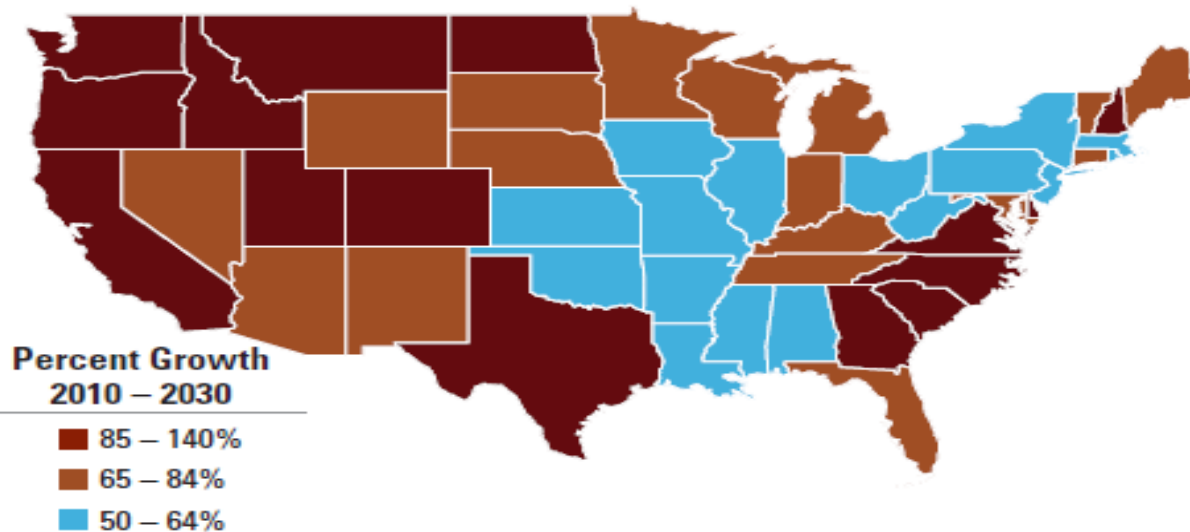 Percent Growth
2010 – 2030
85 – 140%
65 – 84%
50 – 64%